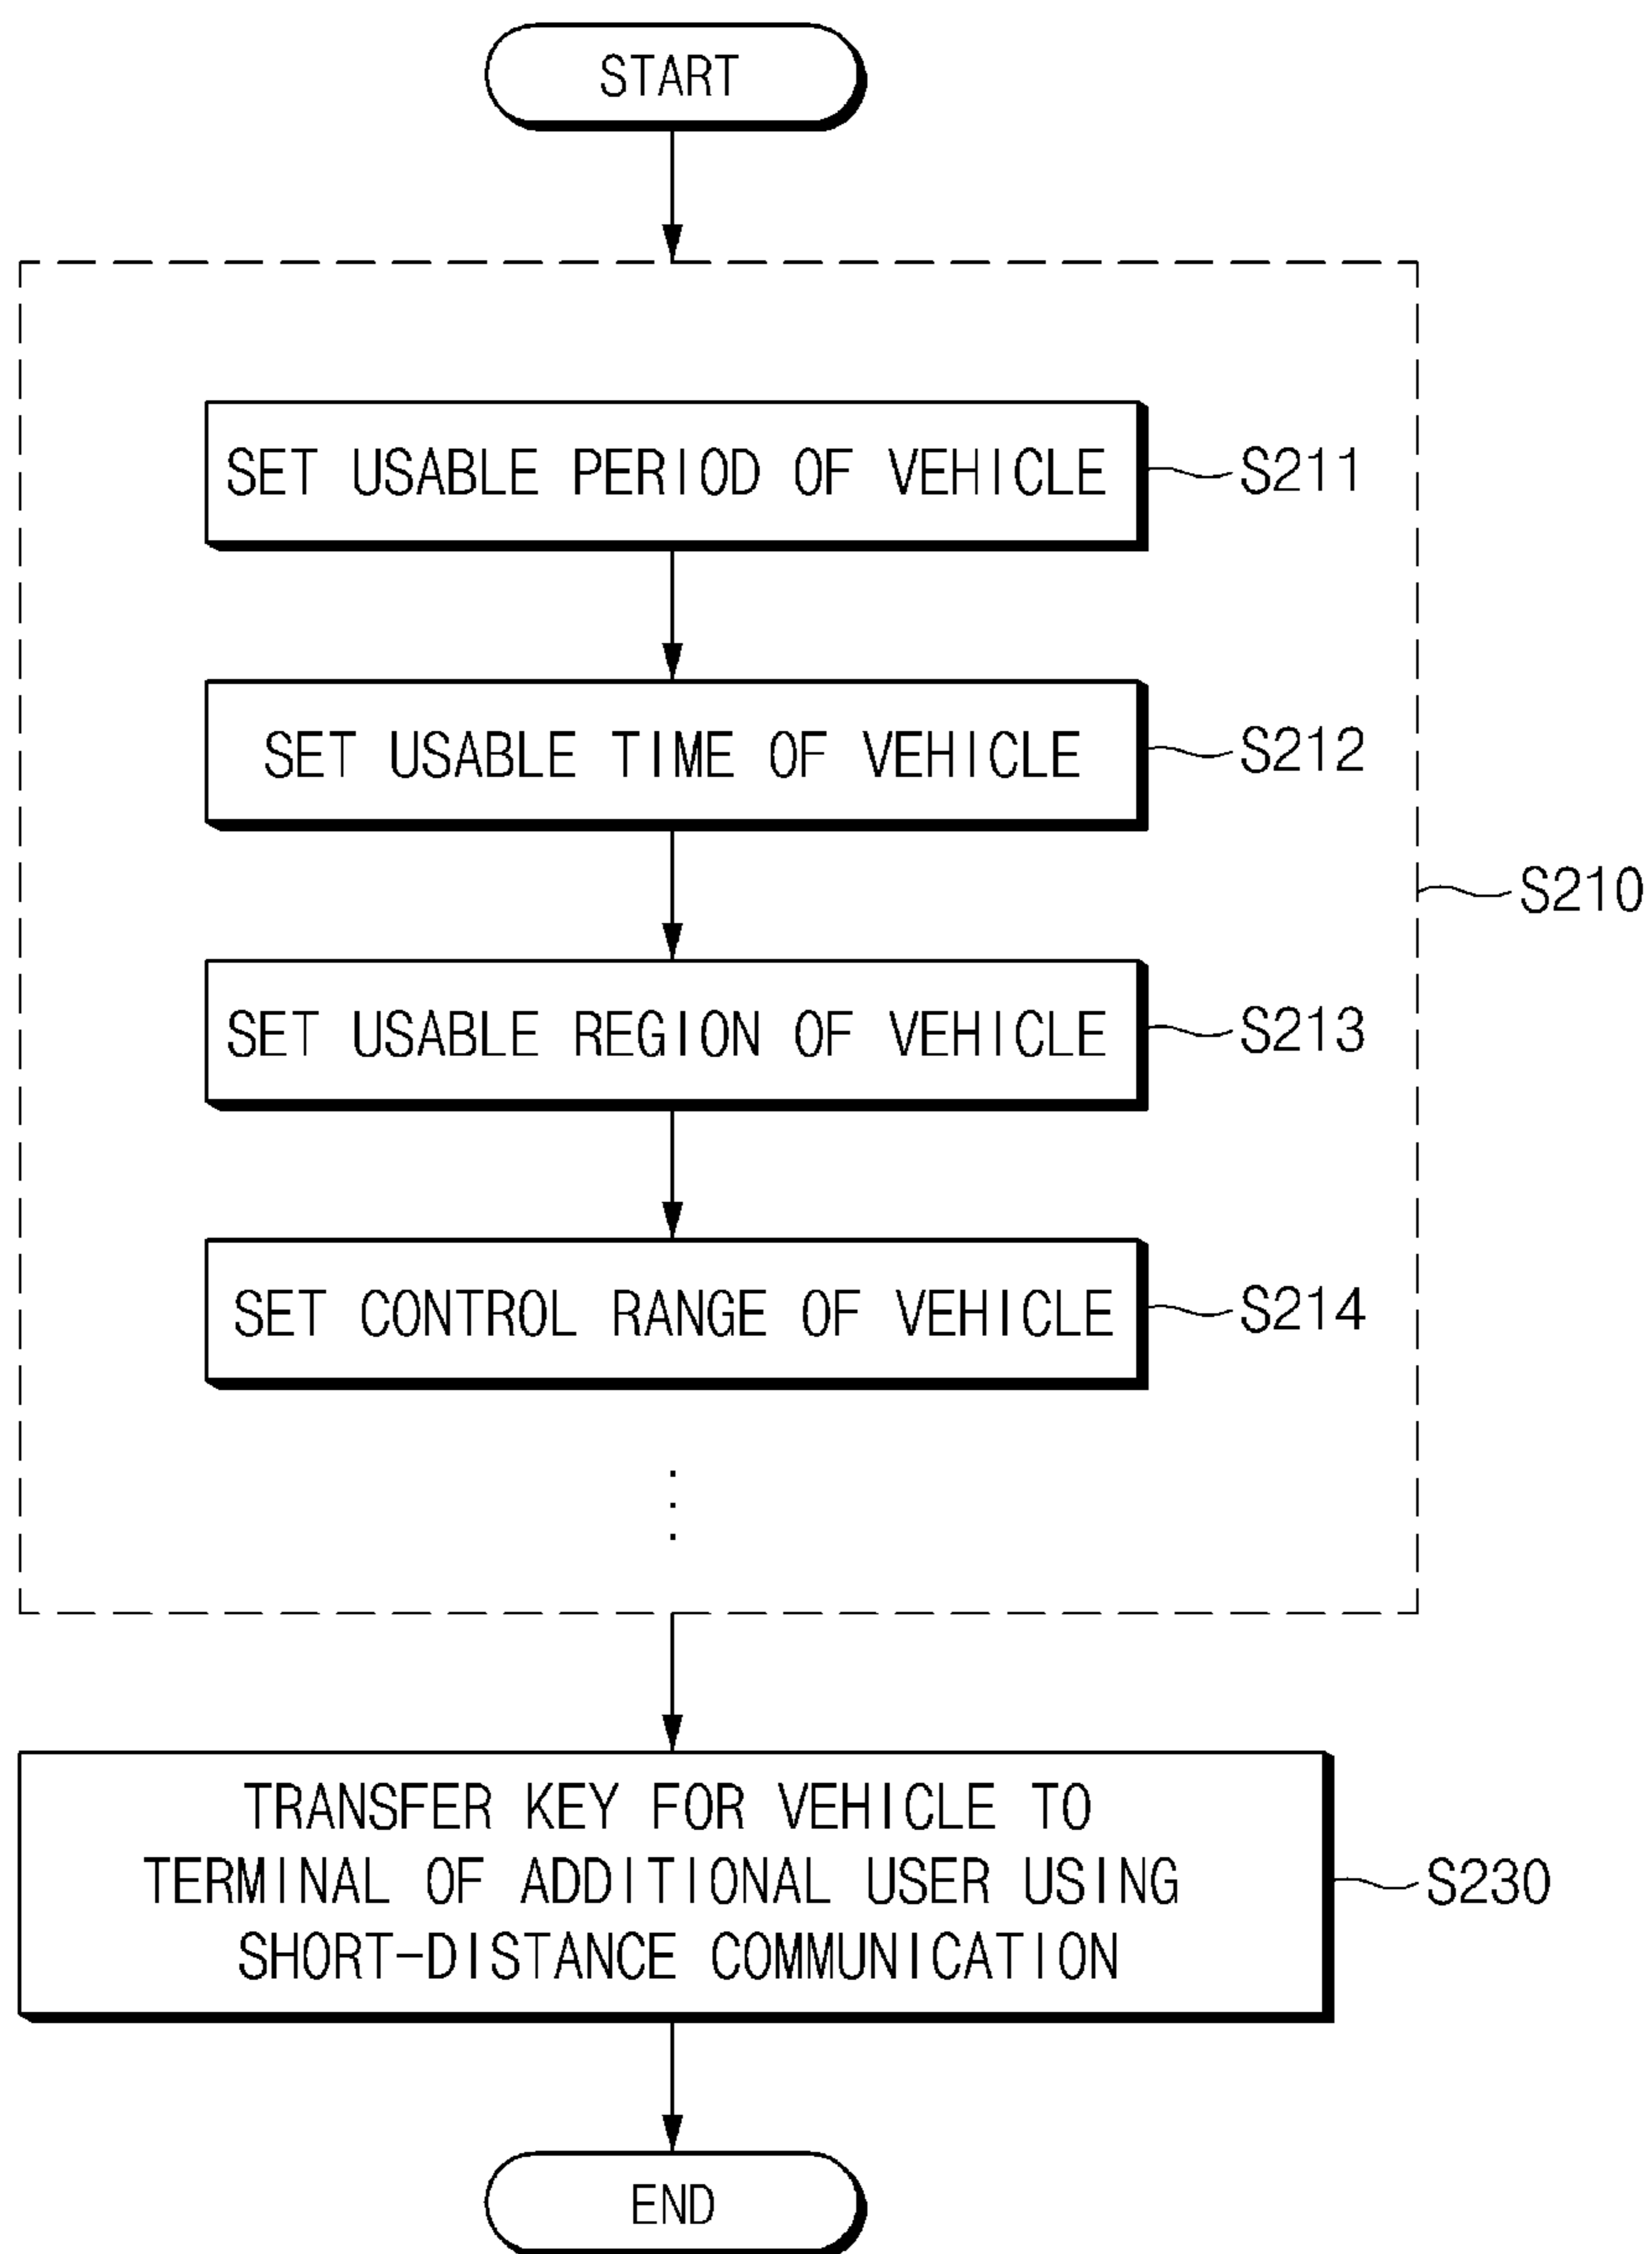 START
SET USABLE PERIOD OF VEHICLE
S211
SET USABLE TIME OF VEHICLE
S212
S210
SET USABLE REGION OF VEHICLE
S213
SET CONTROL RANGE OF VEHICLE
S214
TRANSFER KEY FOR VEHICLE TO
TERMINAL OF ADDITIONAL USER USING
SHORT-DISTANCE COMMUNICATION
S230
END